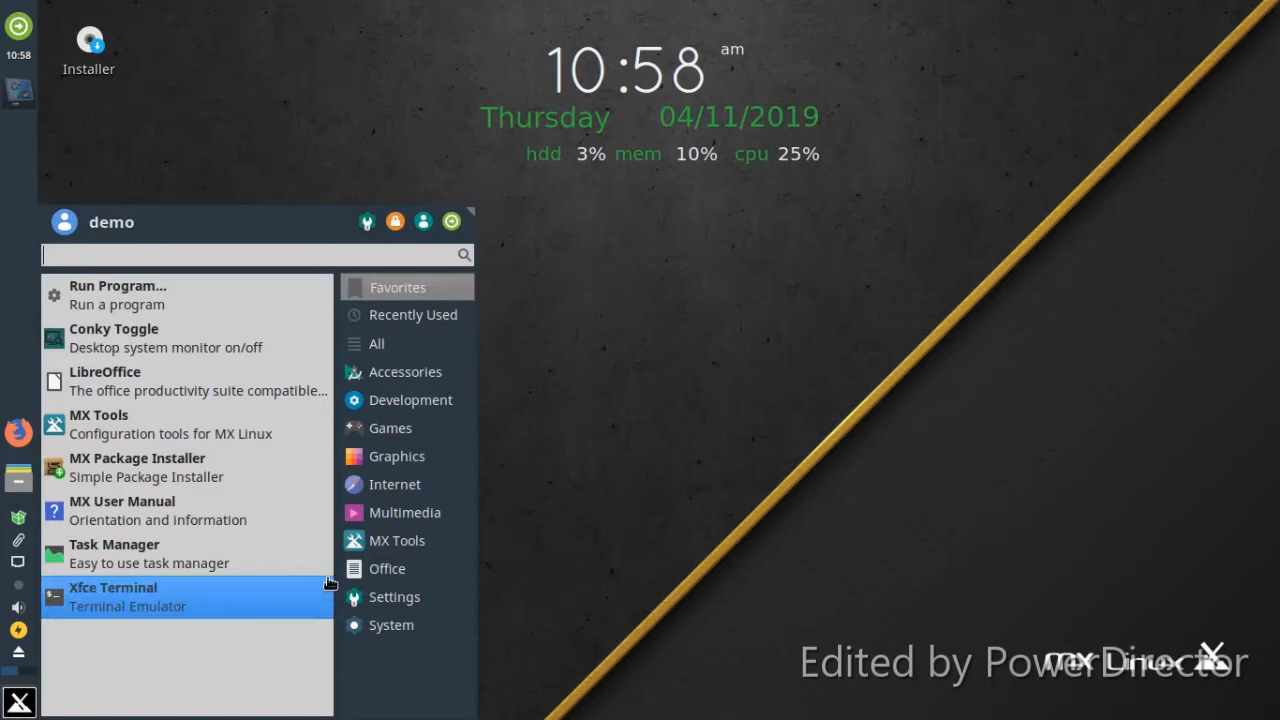 10:58
Installer
10:58 am
Thursday 04/11/2019
hdd 3% mem 10% cpu 25%
demo
Run Program...
Run a program
Conky Toggle
Desktop system monitor on/off
LibreOffice
The office productivity suite compatible...
MX Tools
Configuration tools for MX Linux
MX Package Installer
Simple Package Installer
MX User Manual
Orientation and information
Task Manager
Easy to use task manager
Xfce Terminal
Terminal Emulator
Favorites
Recently Used
All
Accessories
Development
Games
Graphics
Internet
Multimedia
MX Tools
Office
Settings
System
Edited by PowerDirector
MX Linux